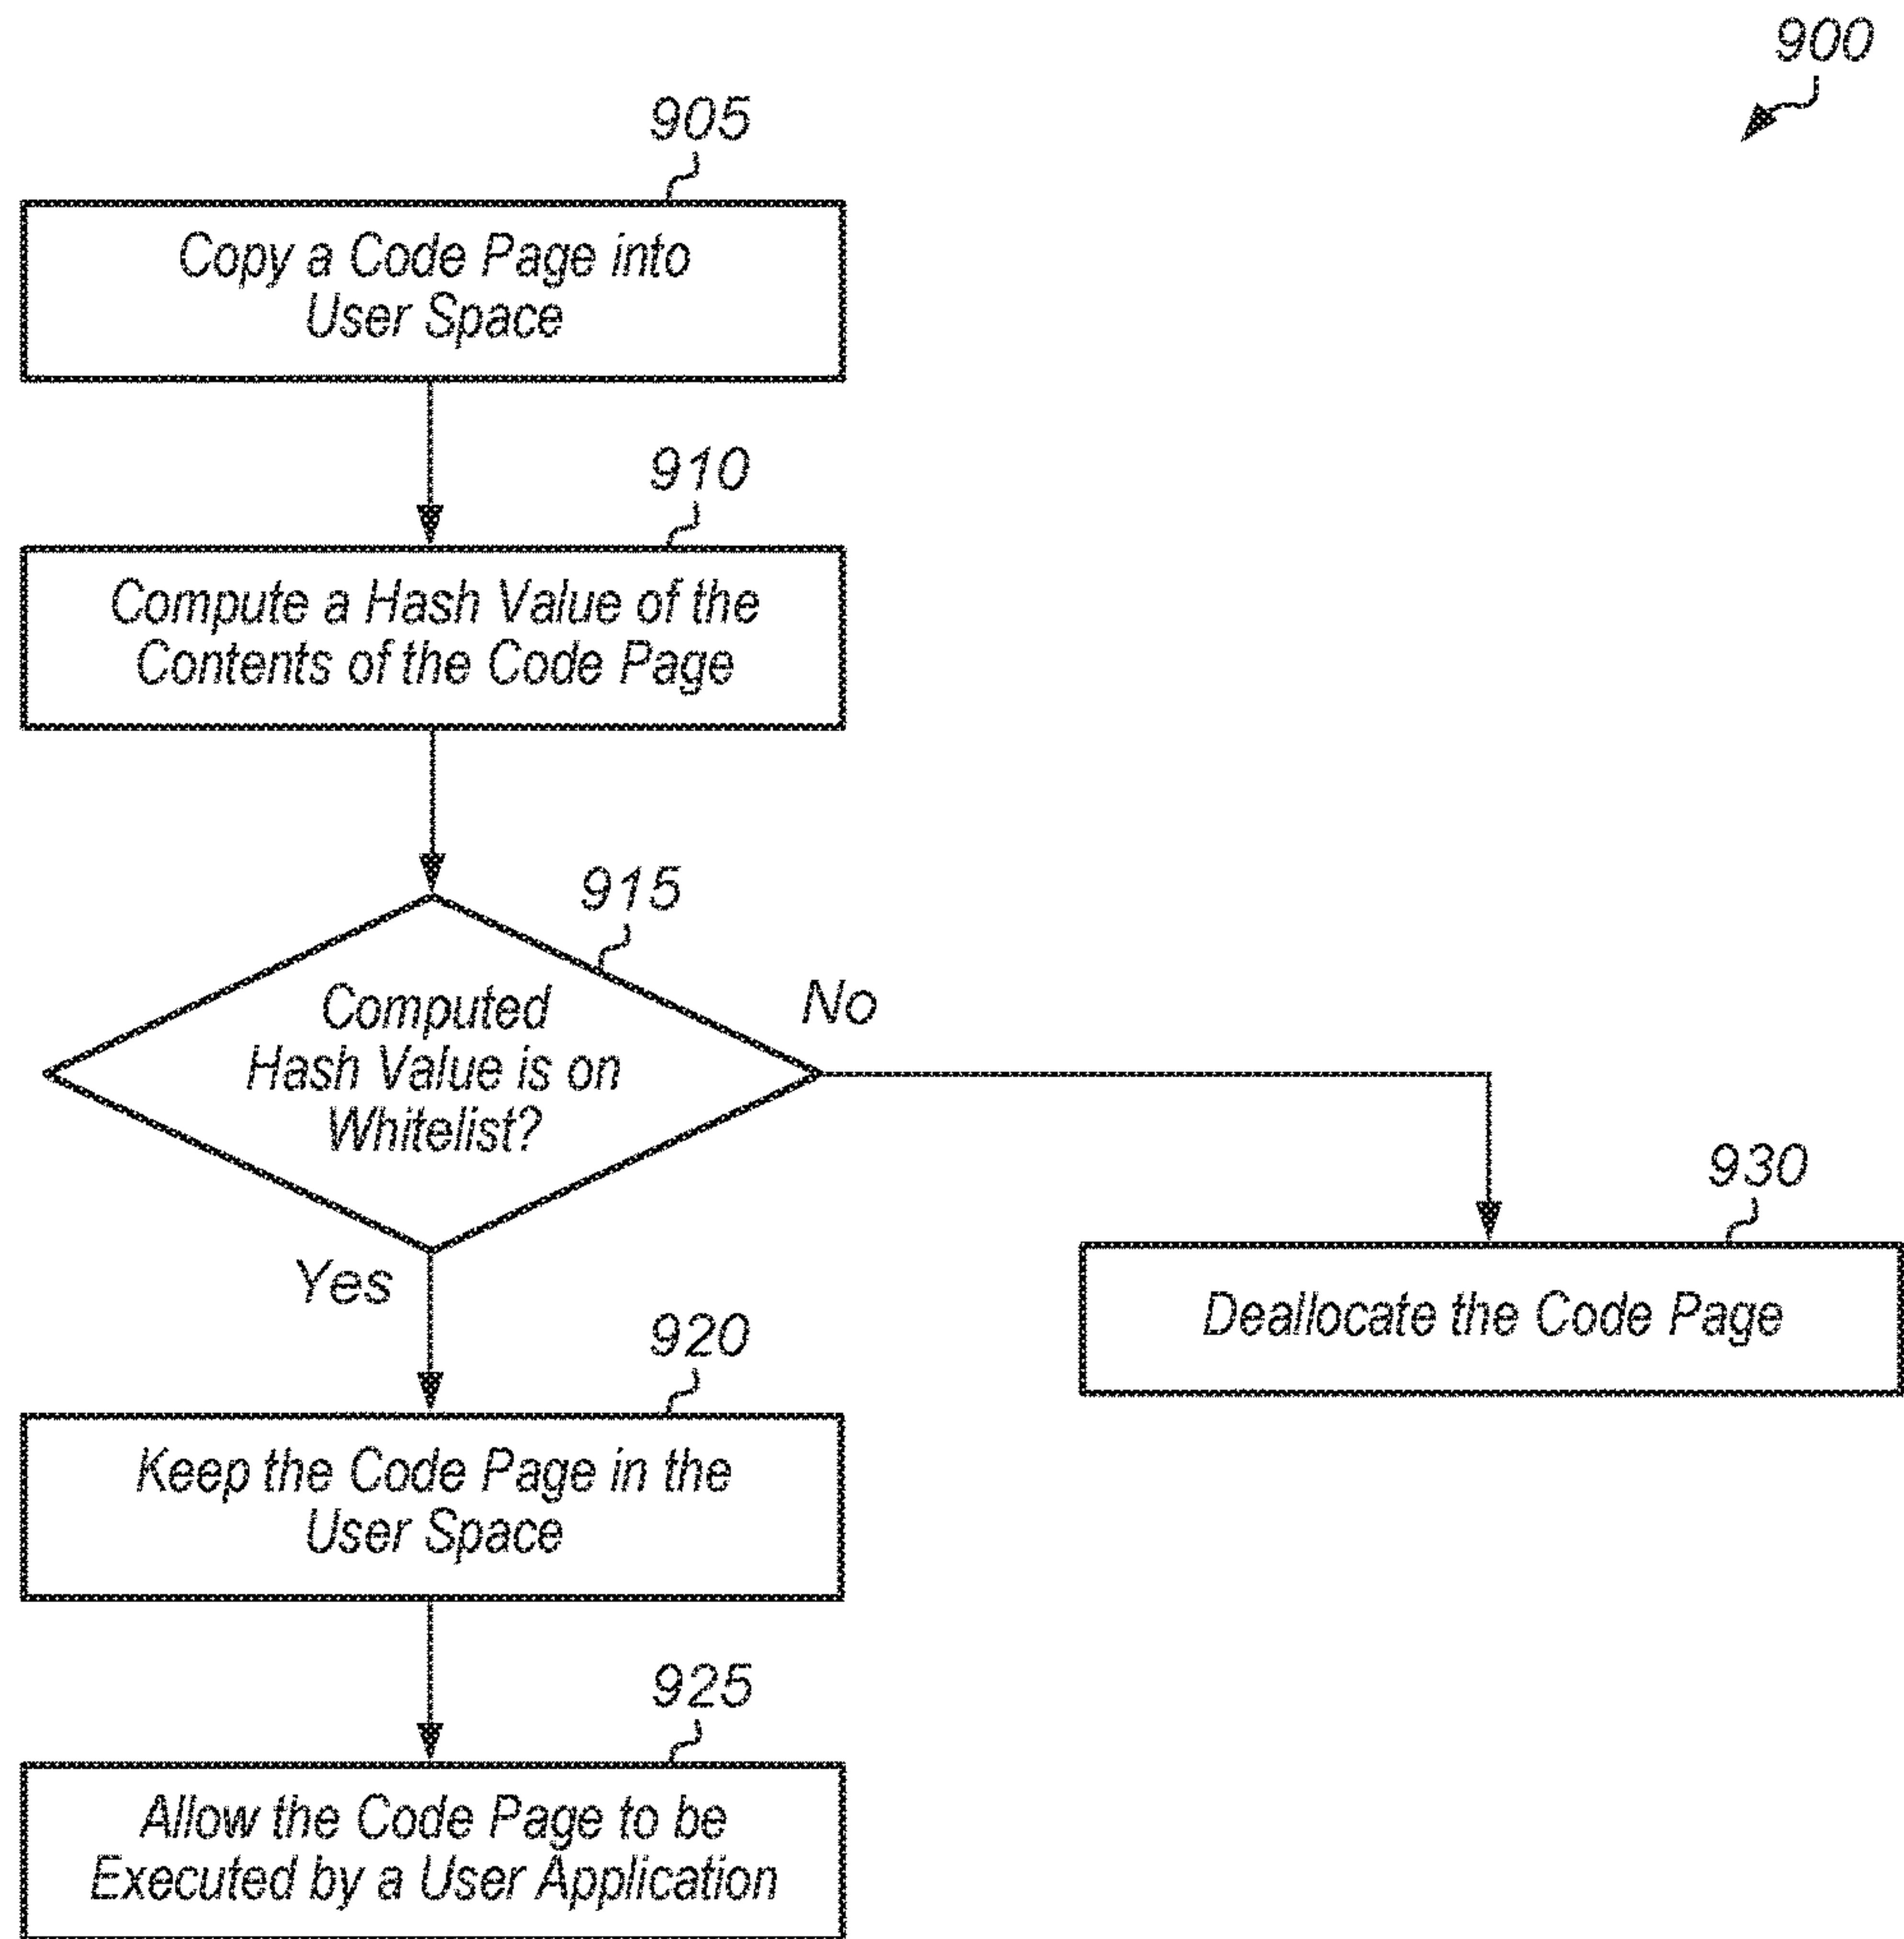 900
905
Copy a Code Page into
User Space
910
Compute a Hash Value of the
Contents of the Code Page
915
Computed
Hash Value is on
Whitelist?
No
Yes
930
Deallocate the Code Page
920
Keep the Code Page in the
User Space
925
Allow the Code Page to be
Executed by a User Application